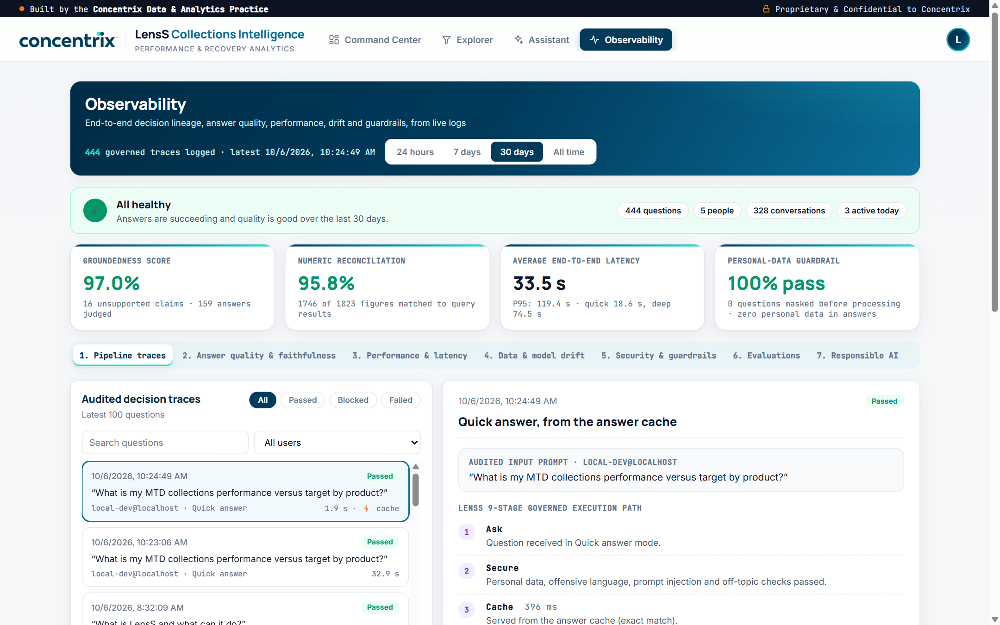 Built by the Concentrix Data & Analytics Practice
Proprietary & Confidential to Concentrix
concentrix
LensS Collections Intelligence
PERFORMANCE & RECOVERY ANALYTICS
Command Center
Explorer
Assistant
Observability
L
Observability
End-to-end decision lineage, answer quality, performance, drift and guardrails, from live logs
444 governed traces logged · latest 10/6/2026, 10:24:49 AM
24 hours
7 days
30 days
All time
All healthy
Answers are succeeding and quality is good over the last 30 days.
444 questions
5 people
328 conversations
3 active today
GROUNDEDNESS SCORE
97.0%
16 unsupported claims · 159 answers
judged
NUMERIC RECONCILIATION
95.8%
1746 of 1823 figures matched to query
results
AVERAGE END-TO-END LATENCY
33.5 s
P95: 119.4 s · quick 18.6 s, deep
74.5 s
PERSONAL-DATA GUARDRAIL
100% pass
0 questions masked before processing
· zero personal data in answers
1. Pipeline traces
2. Answer quality & faithfulness
3. Performance & latency
4. Data & model drift
5. Security & guardrails
6. Evaluations
7. Responsible AI
Audited decision traces
All
Passed
Blocked
Failed
Latest 100 questions
Search questions
All users
10/6/2026, 10:24:49 AM
Passed
“What is my MTD collections performance versus target by product?”
local-dev@localhost · Quick answer
1.9 s · ⚡ cache
10/6/2026, 10:23:06 AM
Passed
“What is my MTD collections performance versus target by product?”
local-dev@localhost · Quick answer
32.9 s
10/6/2026, 8:32:09 AM
Passed
“What is LensS and what can it do?”
10/6/2026, 10:24:49 AM
Passed
Quick answer, from the answer cache
AUDITED INPUT PROMPT · LOCAL-DEV@LOCALHOST
“What is my MTD collections performance versus target by product?”
LENSS 9-STAGE GOVERNED EXECUTION PATH
1
Ask
Question received in Quick answer mode.
2
Secure
Personal data, offensive language, prompt injection and off-topic checks passed.
3
Cache 396 ms
Served from the answer cache (exact match).